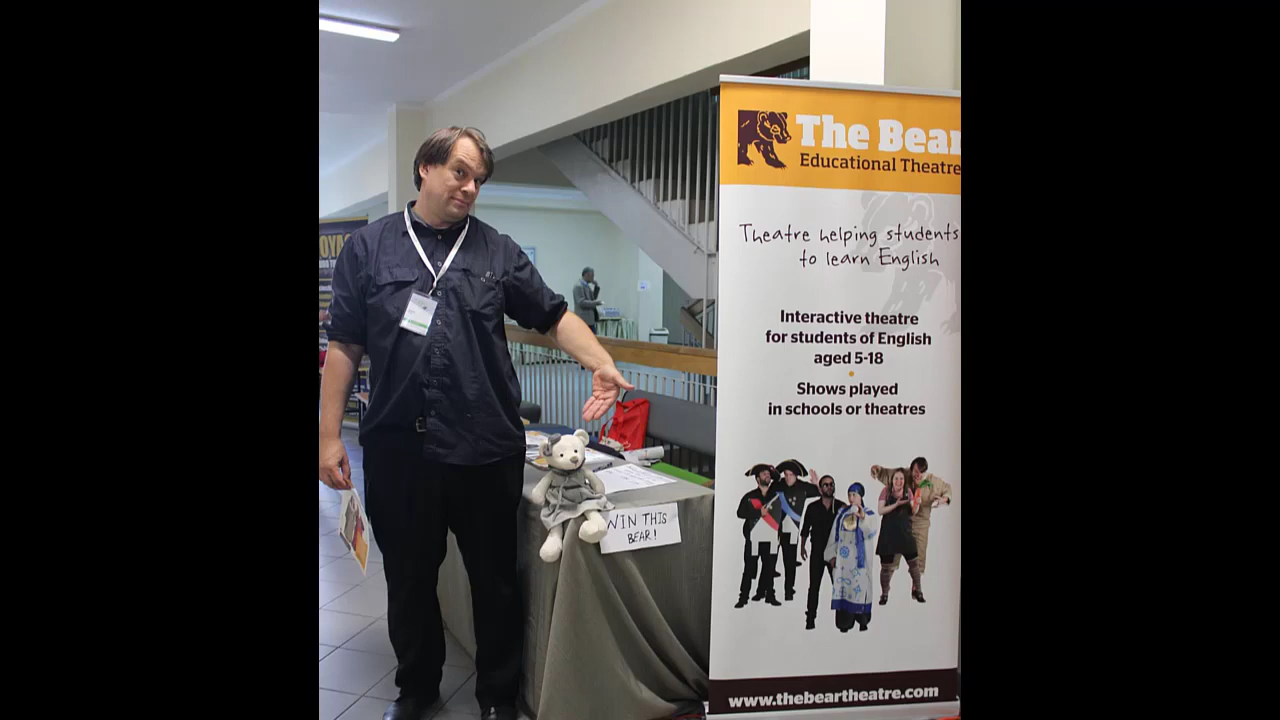 The Bear
Educational Theatre
Theatre helping students
to learn English
Interactive theatre
for students of English
aged 5-18
Shows played
in schools or theatres
WIN THIS
BEAR!
www.thebeartheatre.com